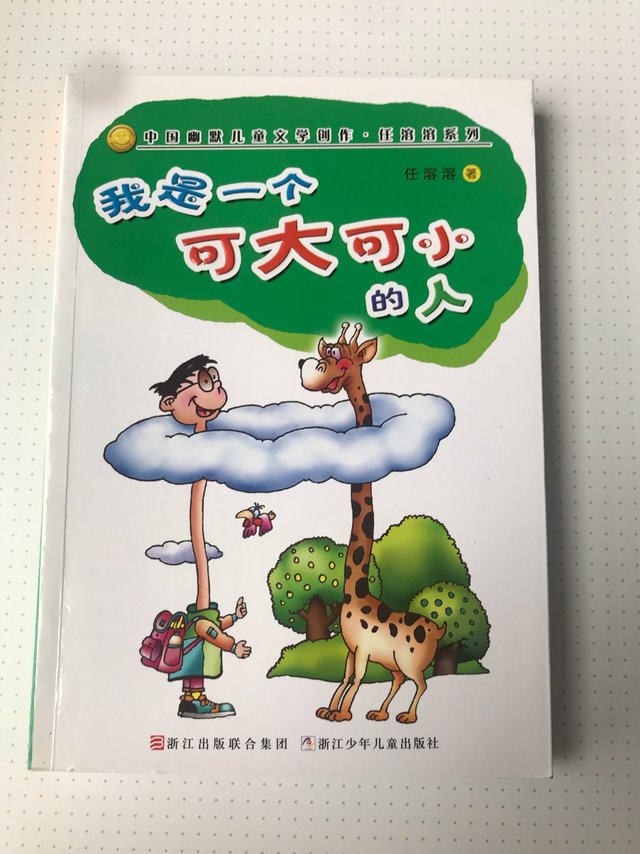 中国幽默儿童文学创作·任溶溶系列
任溶溶 著
我是一个
可大可小
的人
浙江出版联合集团 浙江少年儿童出版社